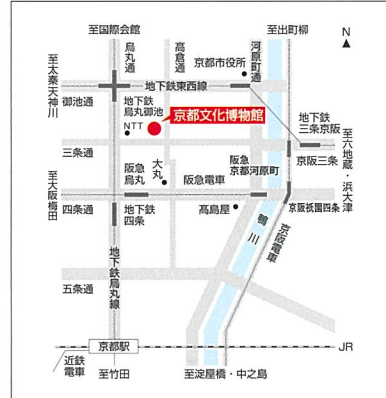 至国際会館
至出町柳
烏丸通
高倉通
河原町通
N
京都市役所
至太秦天神川
地下鉄東西線
御池通
地下鉄
烏丸御池
京都文化博物館
NTT
地下鉄
三条京阪
三条通
京阪三条
至六地蔵・浜大津
阪急
烏丸
大丸
阪急電車
阪急
京都河原町
至大阪梅田
四条通
地下鉄
四条
髙島屋
鴨川
京阪祇園四条
京阪電車
地下鉄烏丸線
五条通
京都駅
JR
近鉄
電車
至竹田
至淀屋橋・中之島